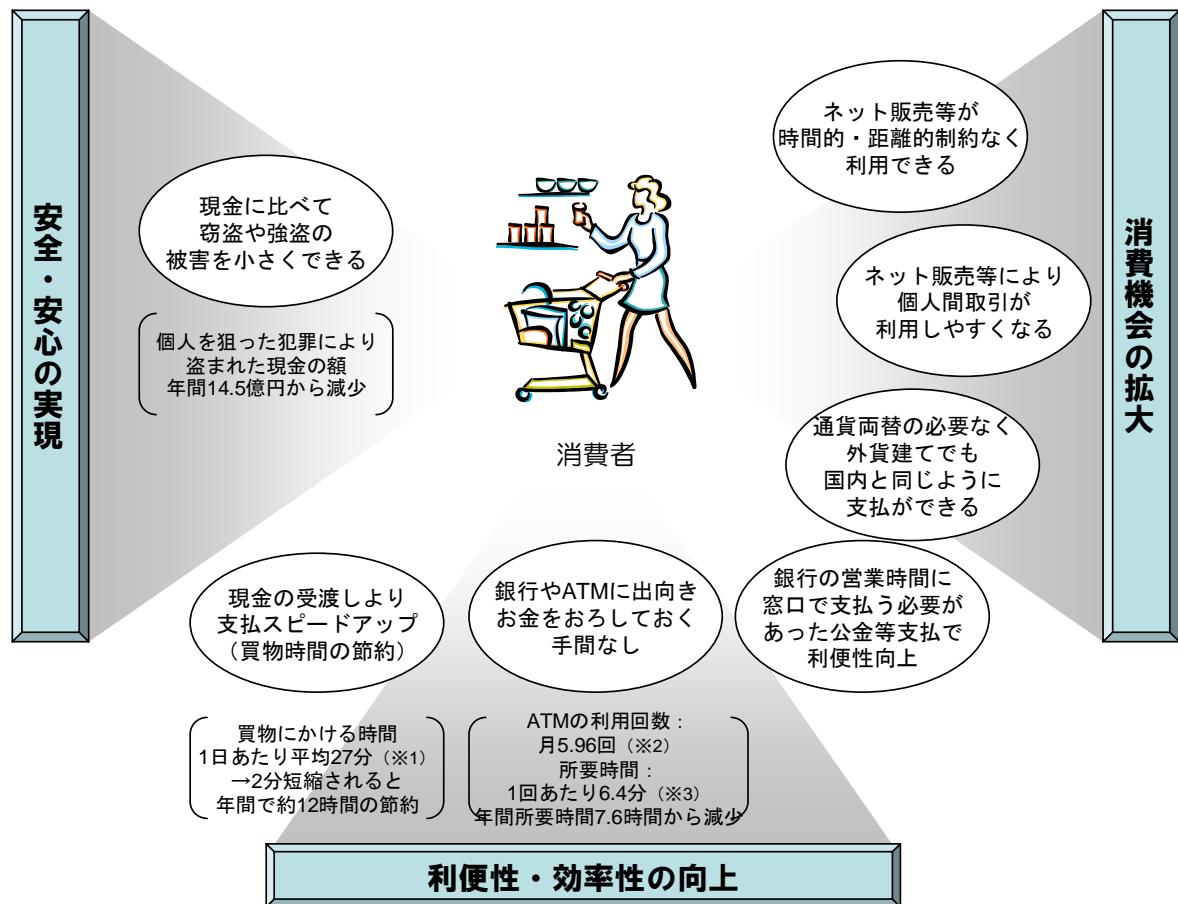 安全・安心の実現
現金に比べて
窃盗や強盗の
被害を小さくできる
個人を狙った犯罪により
盗まれた現金の額
年間14.5億円から減少
消費者
ネット販売等が
時間的・距離的制約なく
利用できる
ネット販売等により
個人間取引が
利用しやすくなる
通貨両替の必要なく
外貨建てでも
国内と同じように
支払ができる
消費機会の拡大
現金の受渡しより
支払スピードアップ
（買物時間の節約）
銀行やATMに出向き
お金をおろしておく
手間なし
銀行の営業時間に
窓口で支払う必要が
あった公金等支払で
利便性向上
買物にかける時間
1日あたり平均27分（※1）
→2分短縮されると
年間で約12時間の節約
ATMの利用回数：
月5.96回（※2）
所要時間：
1回あたり6.4分（※3）
年間所要時間7.6時間から減少
利便性・効率性の向上